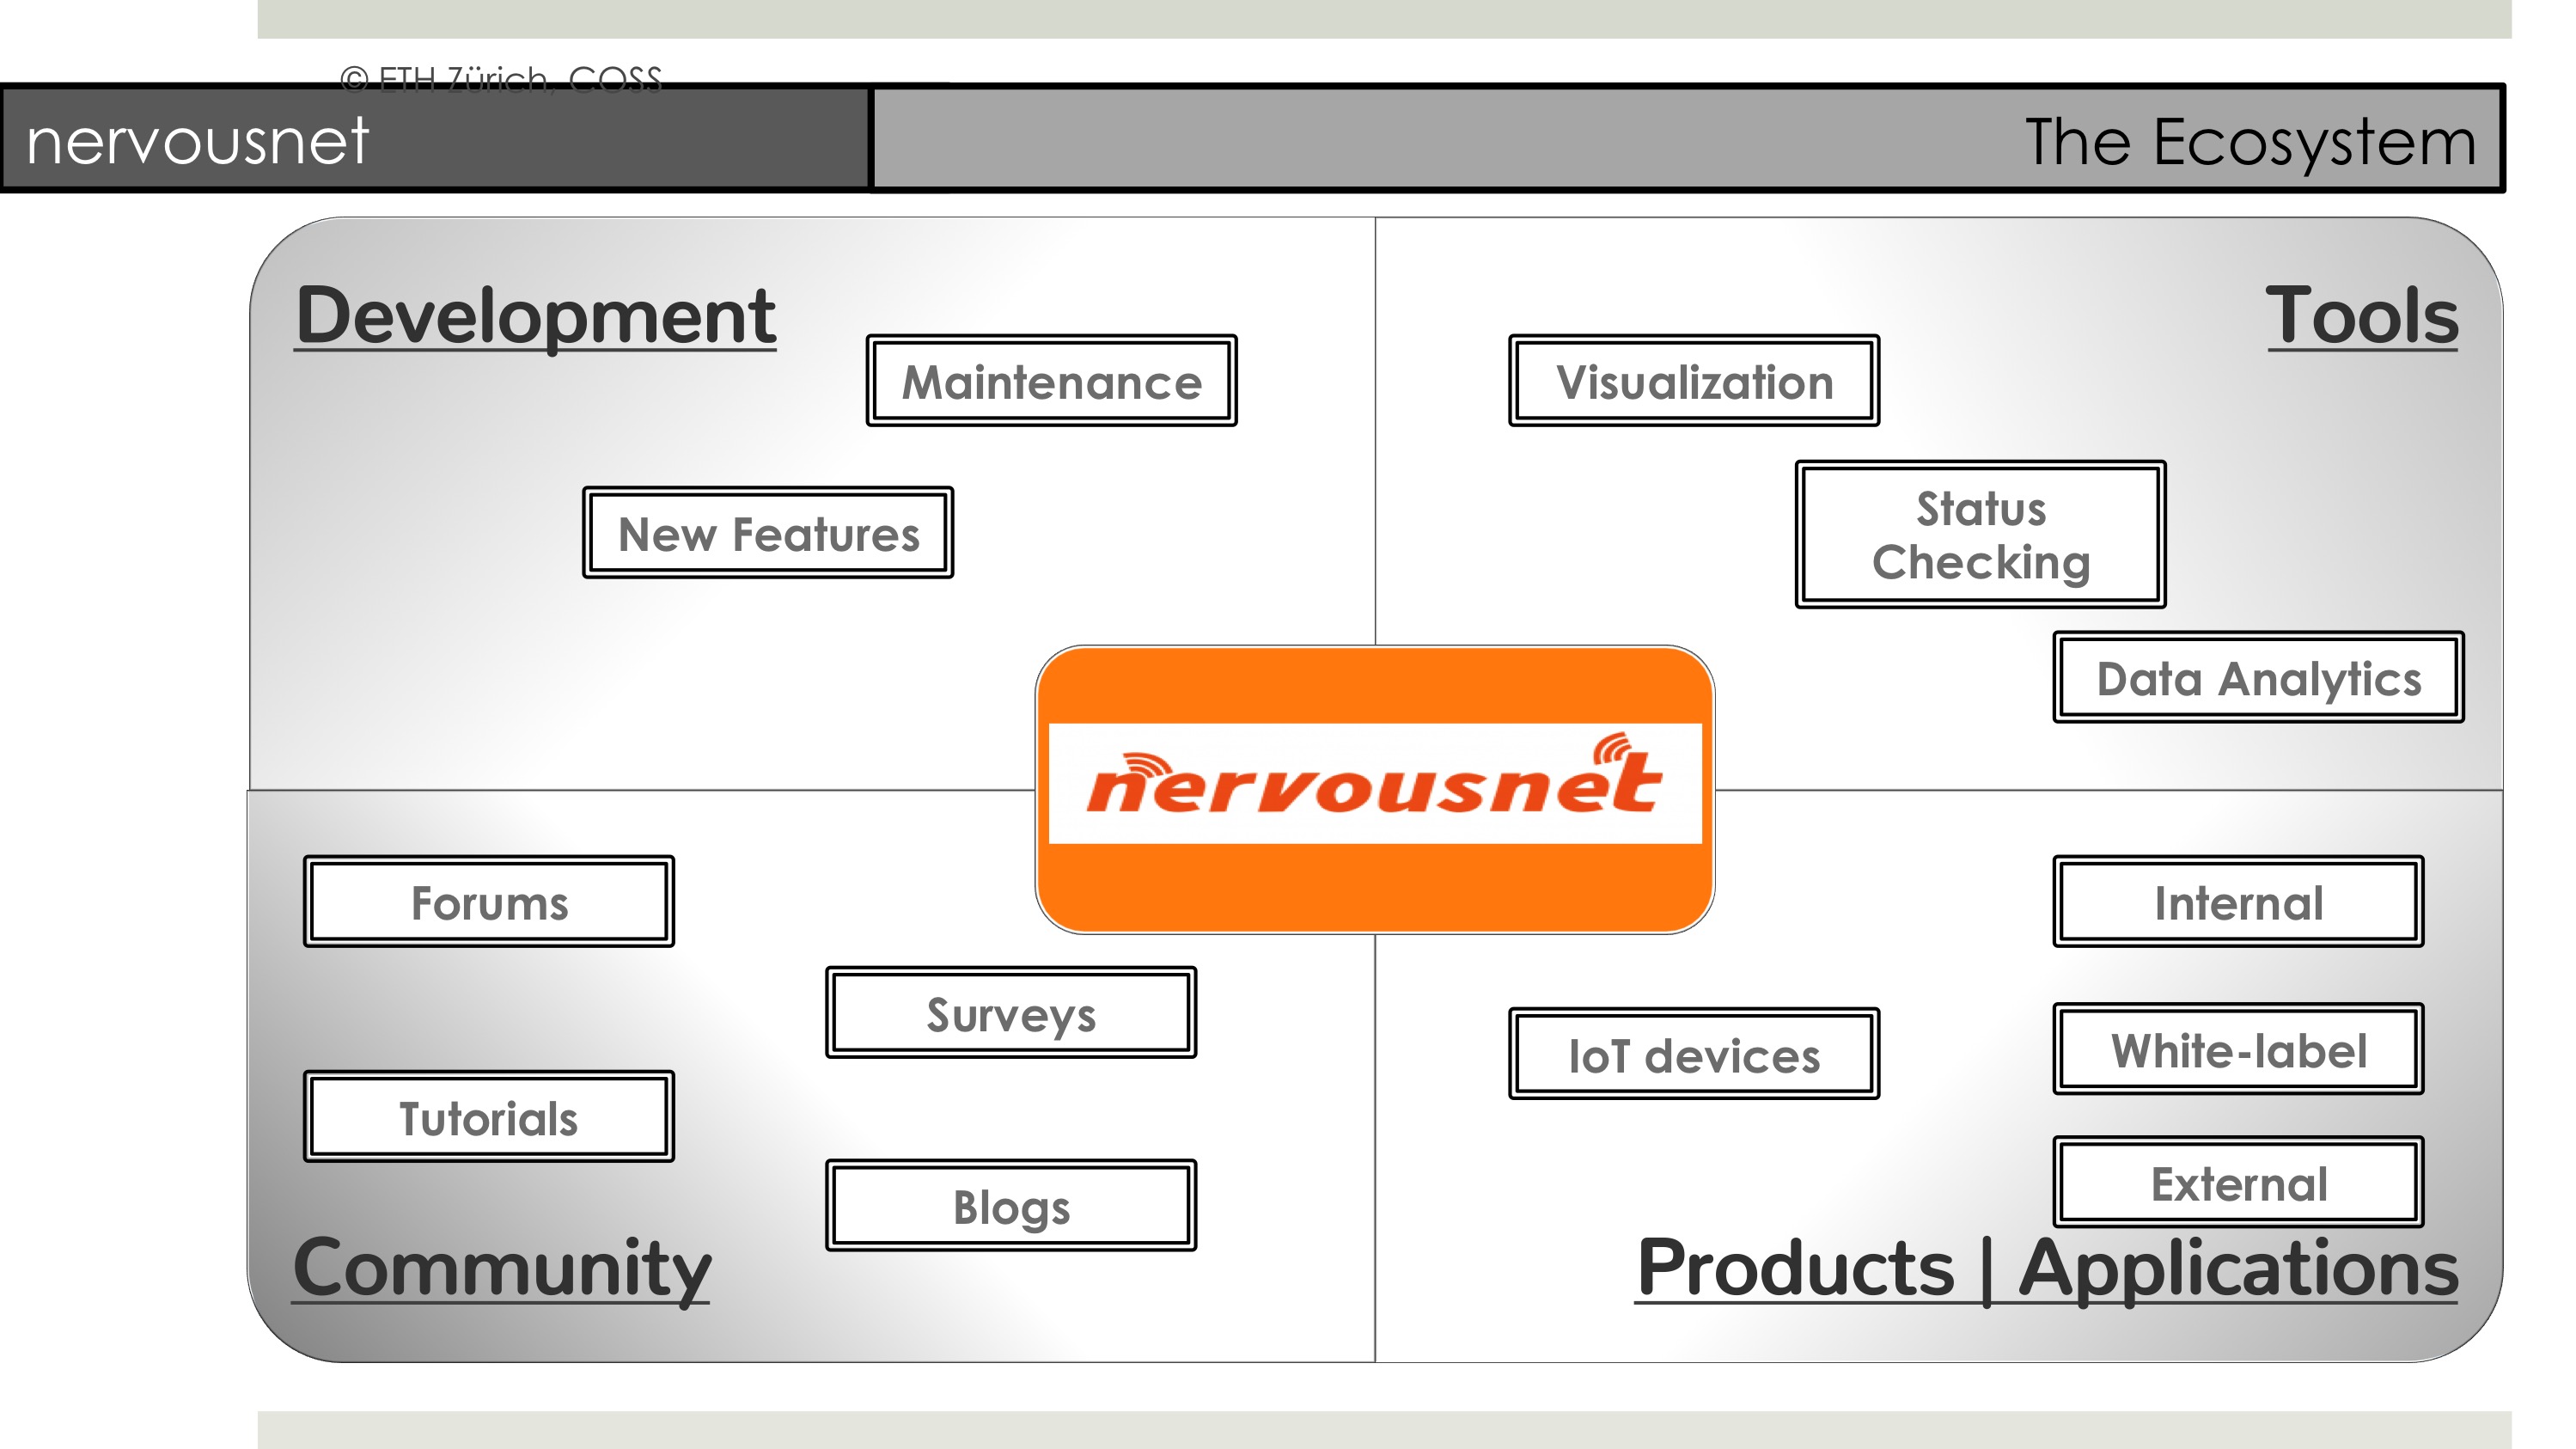 © ETH Zürich, COSS
nervousnet
The Ecosystem
Development
Maintenance
New Features
Tools
Visualization
Status
Checking
Data Analytics
nervousnet
Forums
Surveys
Tutorials
Blogs
Community
Internal
IoT devices
White-label
External
Products | Applications